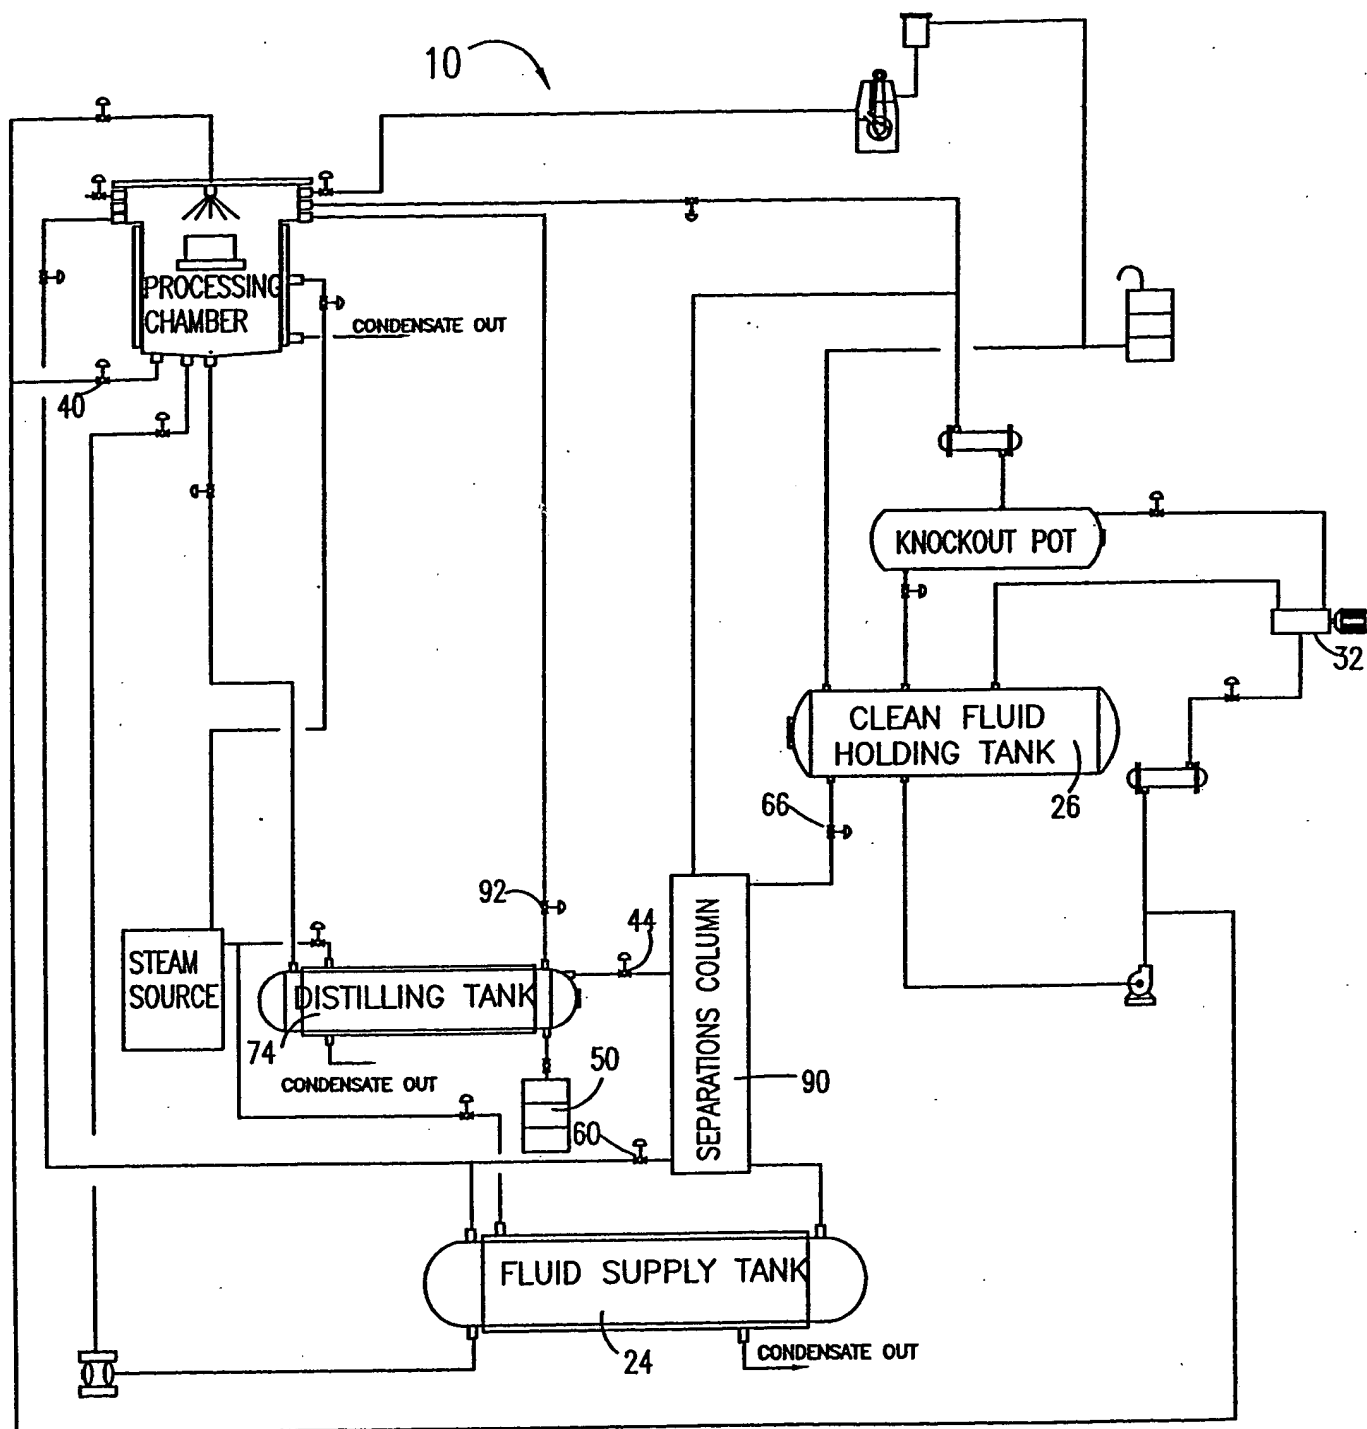 10
PROCESSING
CHAMBER
CONDENSATE OUT
40
KNOCKOUT POT
32
CLEAN FLUID
HOLDING TANK
26
66
92
44
STEAM
SOURCE
DISTILLING TANK
74
CONDENSATE OUT
50
SEPARATIONS COLUMN
90
60
FLUID SUPPLY TANK
24
CONDENSATE OUT